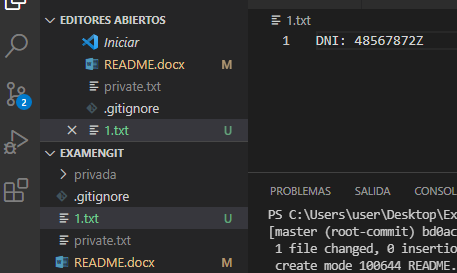 EDITORES ABIERTOS
Iniciar
README.docx M
private.txt
.gitignore
1.txt U
EXAMENGIT
privada
.gitignore
1.txt U
private.txt
README.docx M
2
1.txt
1 DNI: 48567872Z
PROBLEMAS SALIDA CONSOL
PS C:\Users\user\Desktop\Ex
[master (root-commit) bd0ac
1 file changed, 0 insertio
create mode 100644 README.